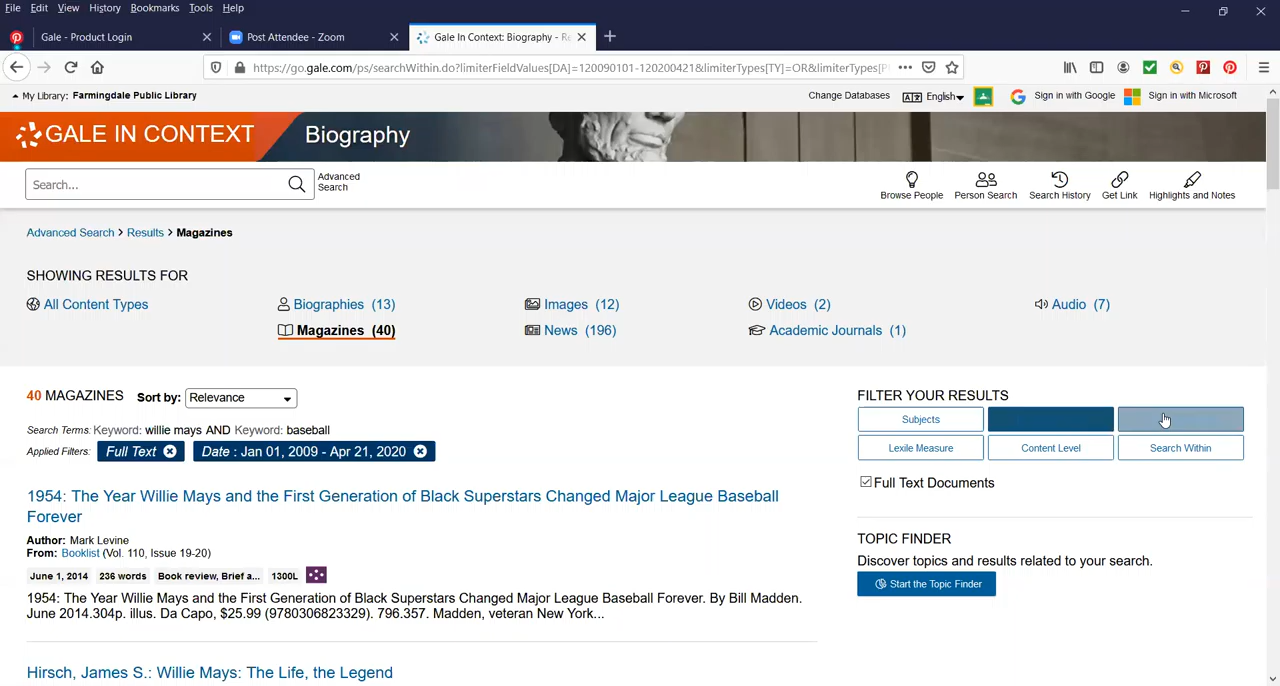 File Edit View History Bookmarks Tools Help
Gale - Product Login
Post Attendee - Zoom
Gale In Context: Biography - Re
https://go.gale.com/ps/searchWithin.do?limiterFieldValues[DA]=120090101-120200421&limiterTypes[TY]=OR&limiterTypes[P
My Library: Farmingdale Public Library
Change Databases
English
Sign in with Google
Sign in with Microsoft
GALE IN CONTEXT
Biography
Search...
Advanced
Search
Browse People
Person Search
Search History
Get Link
Highlights and Notes
Advanced Search > Results > Magazines
SHOWING RESULTS FOR
All Content Types
Biographies (13)
Images (12)
Videos (2)
Audio (7)
Magazines (40)
News (196)
Academic Journals (1)
40 MAGAZINES Sort by: Relevance
Search Terms: Keyword: willie mays AND Keyword: baseball
Applied Filters: Full Text Date : Jan 01, 2009 - Apr 21, 2020
1954: The Year Willie Mays and the First Generation of Black Superstars Changed Major League Baseball
Forever
Author: Mark Levine
From: Booklist (Vol. 110, Issue 19-20)
June 1, 2014 236 words Book review, Brief a... 1300L
1954: The Year Willie Mays and the First Generation of Black Superstars Changed Major League Baseball Forever. By Bill Madden.
June 2014.304p. illus. Da Capo, $25.99 (9780306823329). 796.357. Madden, veteran New York...
Hirsch, James S.: Willie Mays: The Life, the Legend
FILTER YOUR RESULTS
Subjects
Lexile Measure
Content Level
Search Within
Full Text Documents
TOPIC FINDER
Discover topics and results related to your search.
Start the Topic Finder